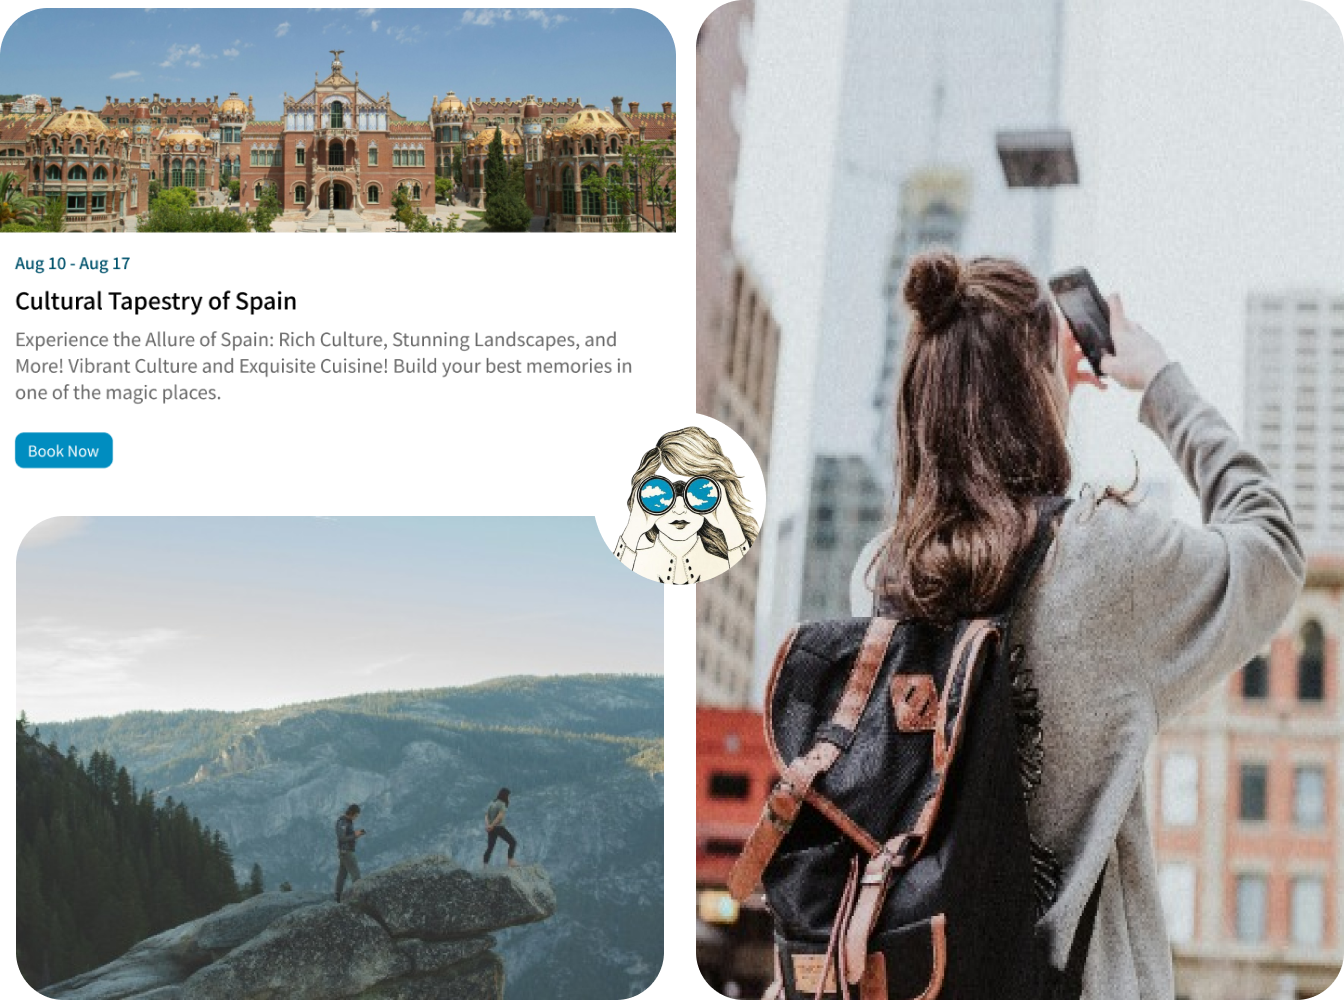 Aug 10 - Aug 17
Cultural Tapestry of Spain
Experience the Allure of Spain: Rich Culture, Stunning Landscapes, and
More! Vibrant Culture and Exquisite Cuisine! Build your best memories in
one of the magic places.
Book Now